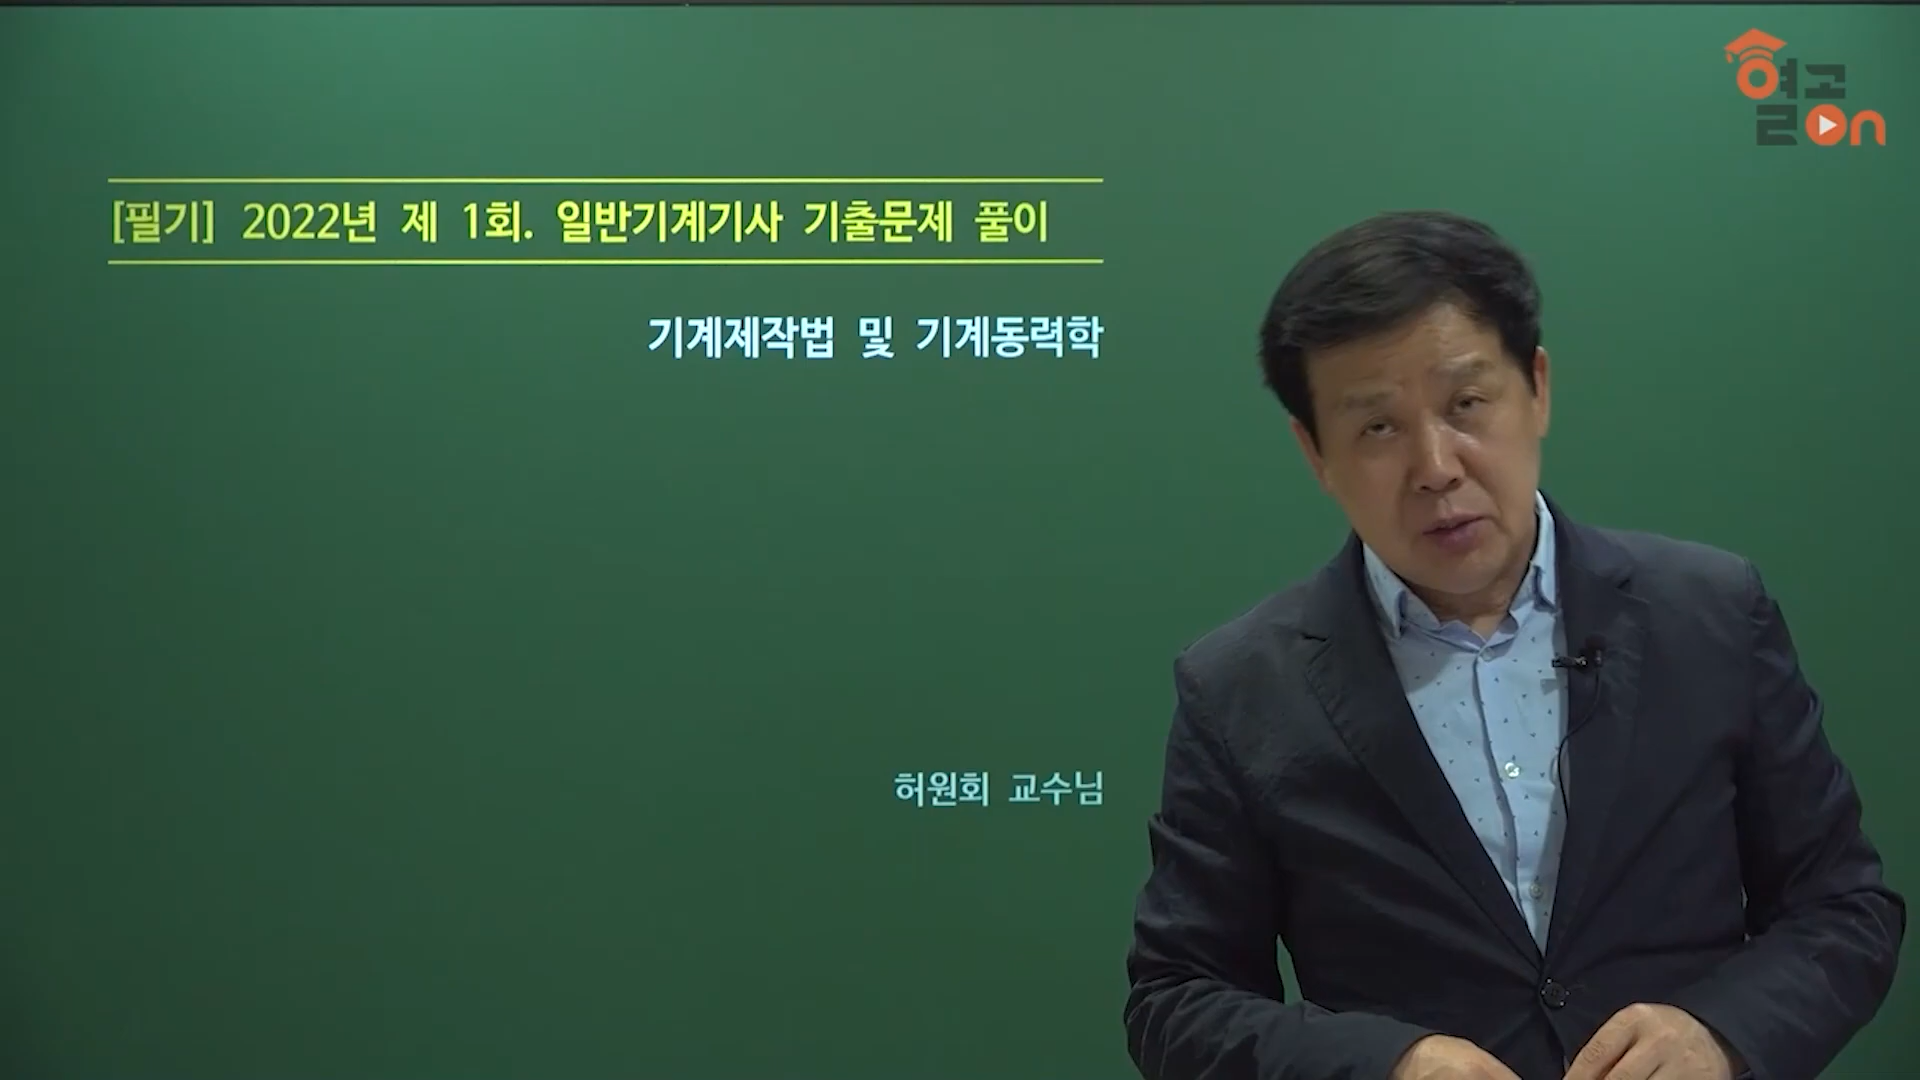 열공on
[필기] 2022년 제 1회. 일반기계기사 기출문제 풀이
기계제작법 및 기계동력학
허원회 교수님